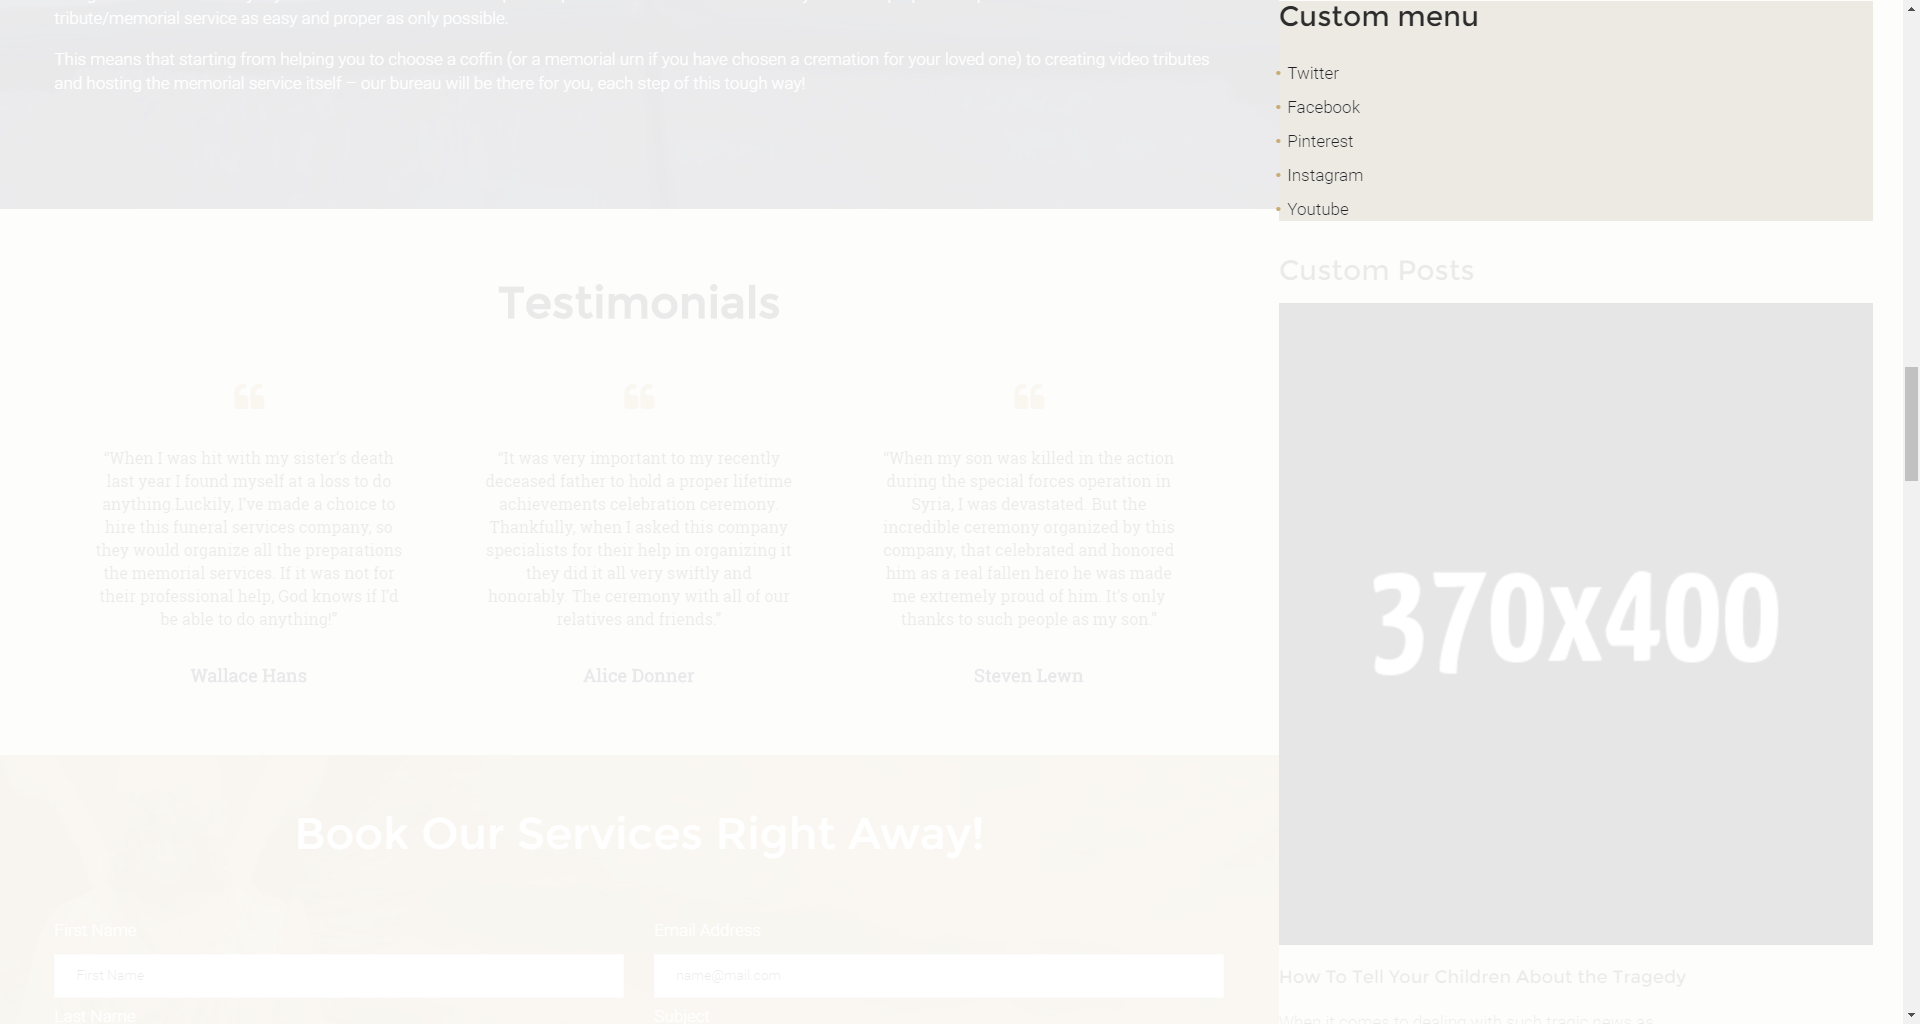 tribute/memorial service as easy and proper as only possible.
This means that starting from helping you to choose a coffin (or a memorial urn if you have chosen a cremation for your loved one) to creating video tributes
and hosting the memorial service itself – our bureau will be there for you, each step of this tough way!
Testimonials
“When I was hit with my sister’s death
last year I found myself at a loss to do
anything Luckily, I’ve made a choice to
hire this funeral services company, so
they would organize all the preparations
the memorial services. If it was not for
their professional help, God knows if I’d
be able to do anything!”
Wallace Hans
“It was very important to my recently
deceased father to hold a proper lifetime
achievements celebration ceremony.
Thankfully, when I asked this company
specialists for their help in organizing it
they did it all very swiftly and
honorably. The ceremony with all of our
relatives and friends.”
Alice Donner
“When my son was killed in the action
during the special forces operation in
Syria, I was devastated. But the
incredible ceremony organized by this
company, that celebrated and honored
him as a real fallen hero he was made
me extremely proud of him. It’s only
thanks to such people as my son.”
Steven Lewn
Book Our Services Right Away!
First Name
First Name
Email Address
name@mail.com
Last Name
Subject
Custom menu
Twitter
Facebook
Pinterest
Instagram
Youtube
Custom Posts
370x400
How To Tell Your Children About the Tragedy
When it comes to dealing with such tragic news as